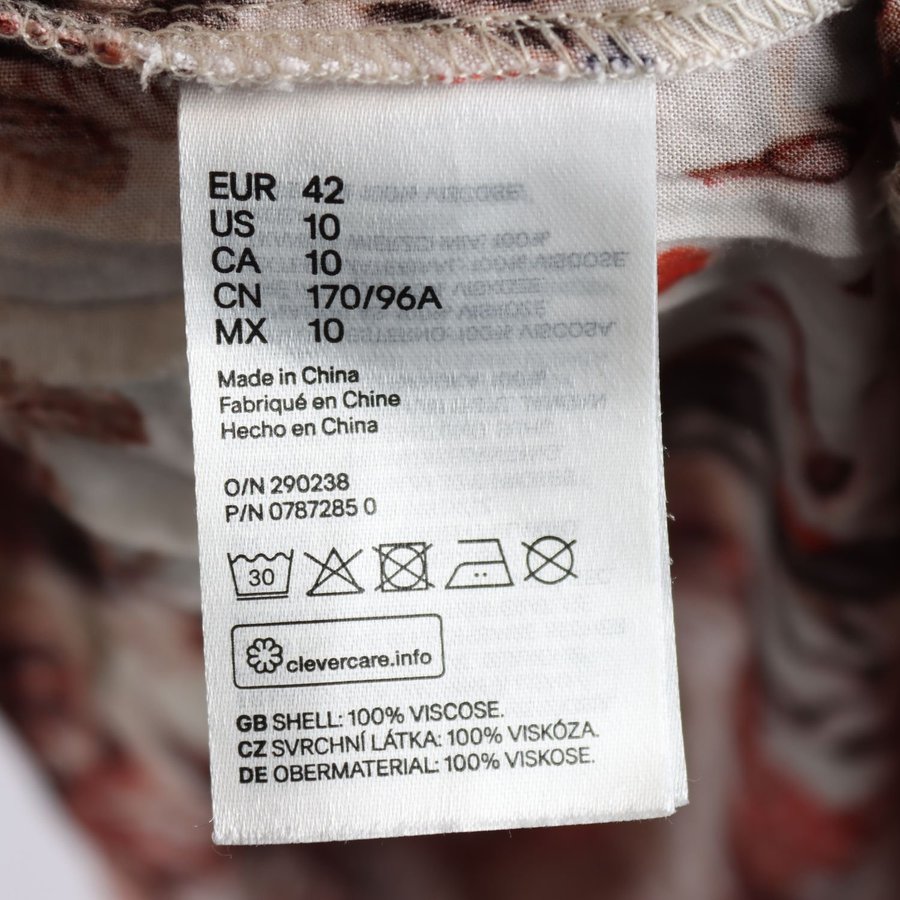 EUR 42
US 10
CA 10
CN 170/96A
MX 10
Made in China
Fabriqué en Chine
Hecho en China
O/N 290238
P/N 0787285 0
30
clevercare.info
GB SHELL: 100% VISCOSE.
CZ SVRCHNÍ LÁTKA: 100% VISKÓZA.
DE OBERMATERIAL: 100% VISKOSE.